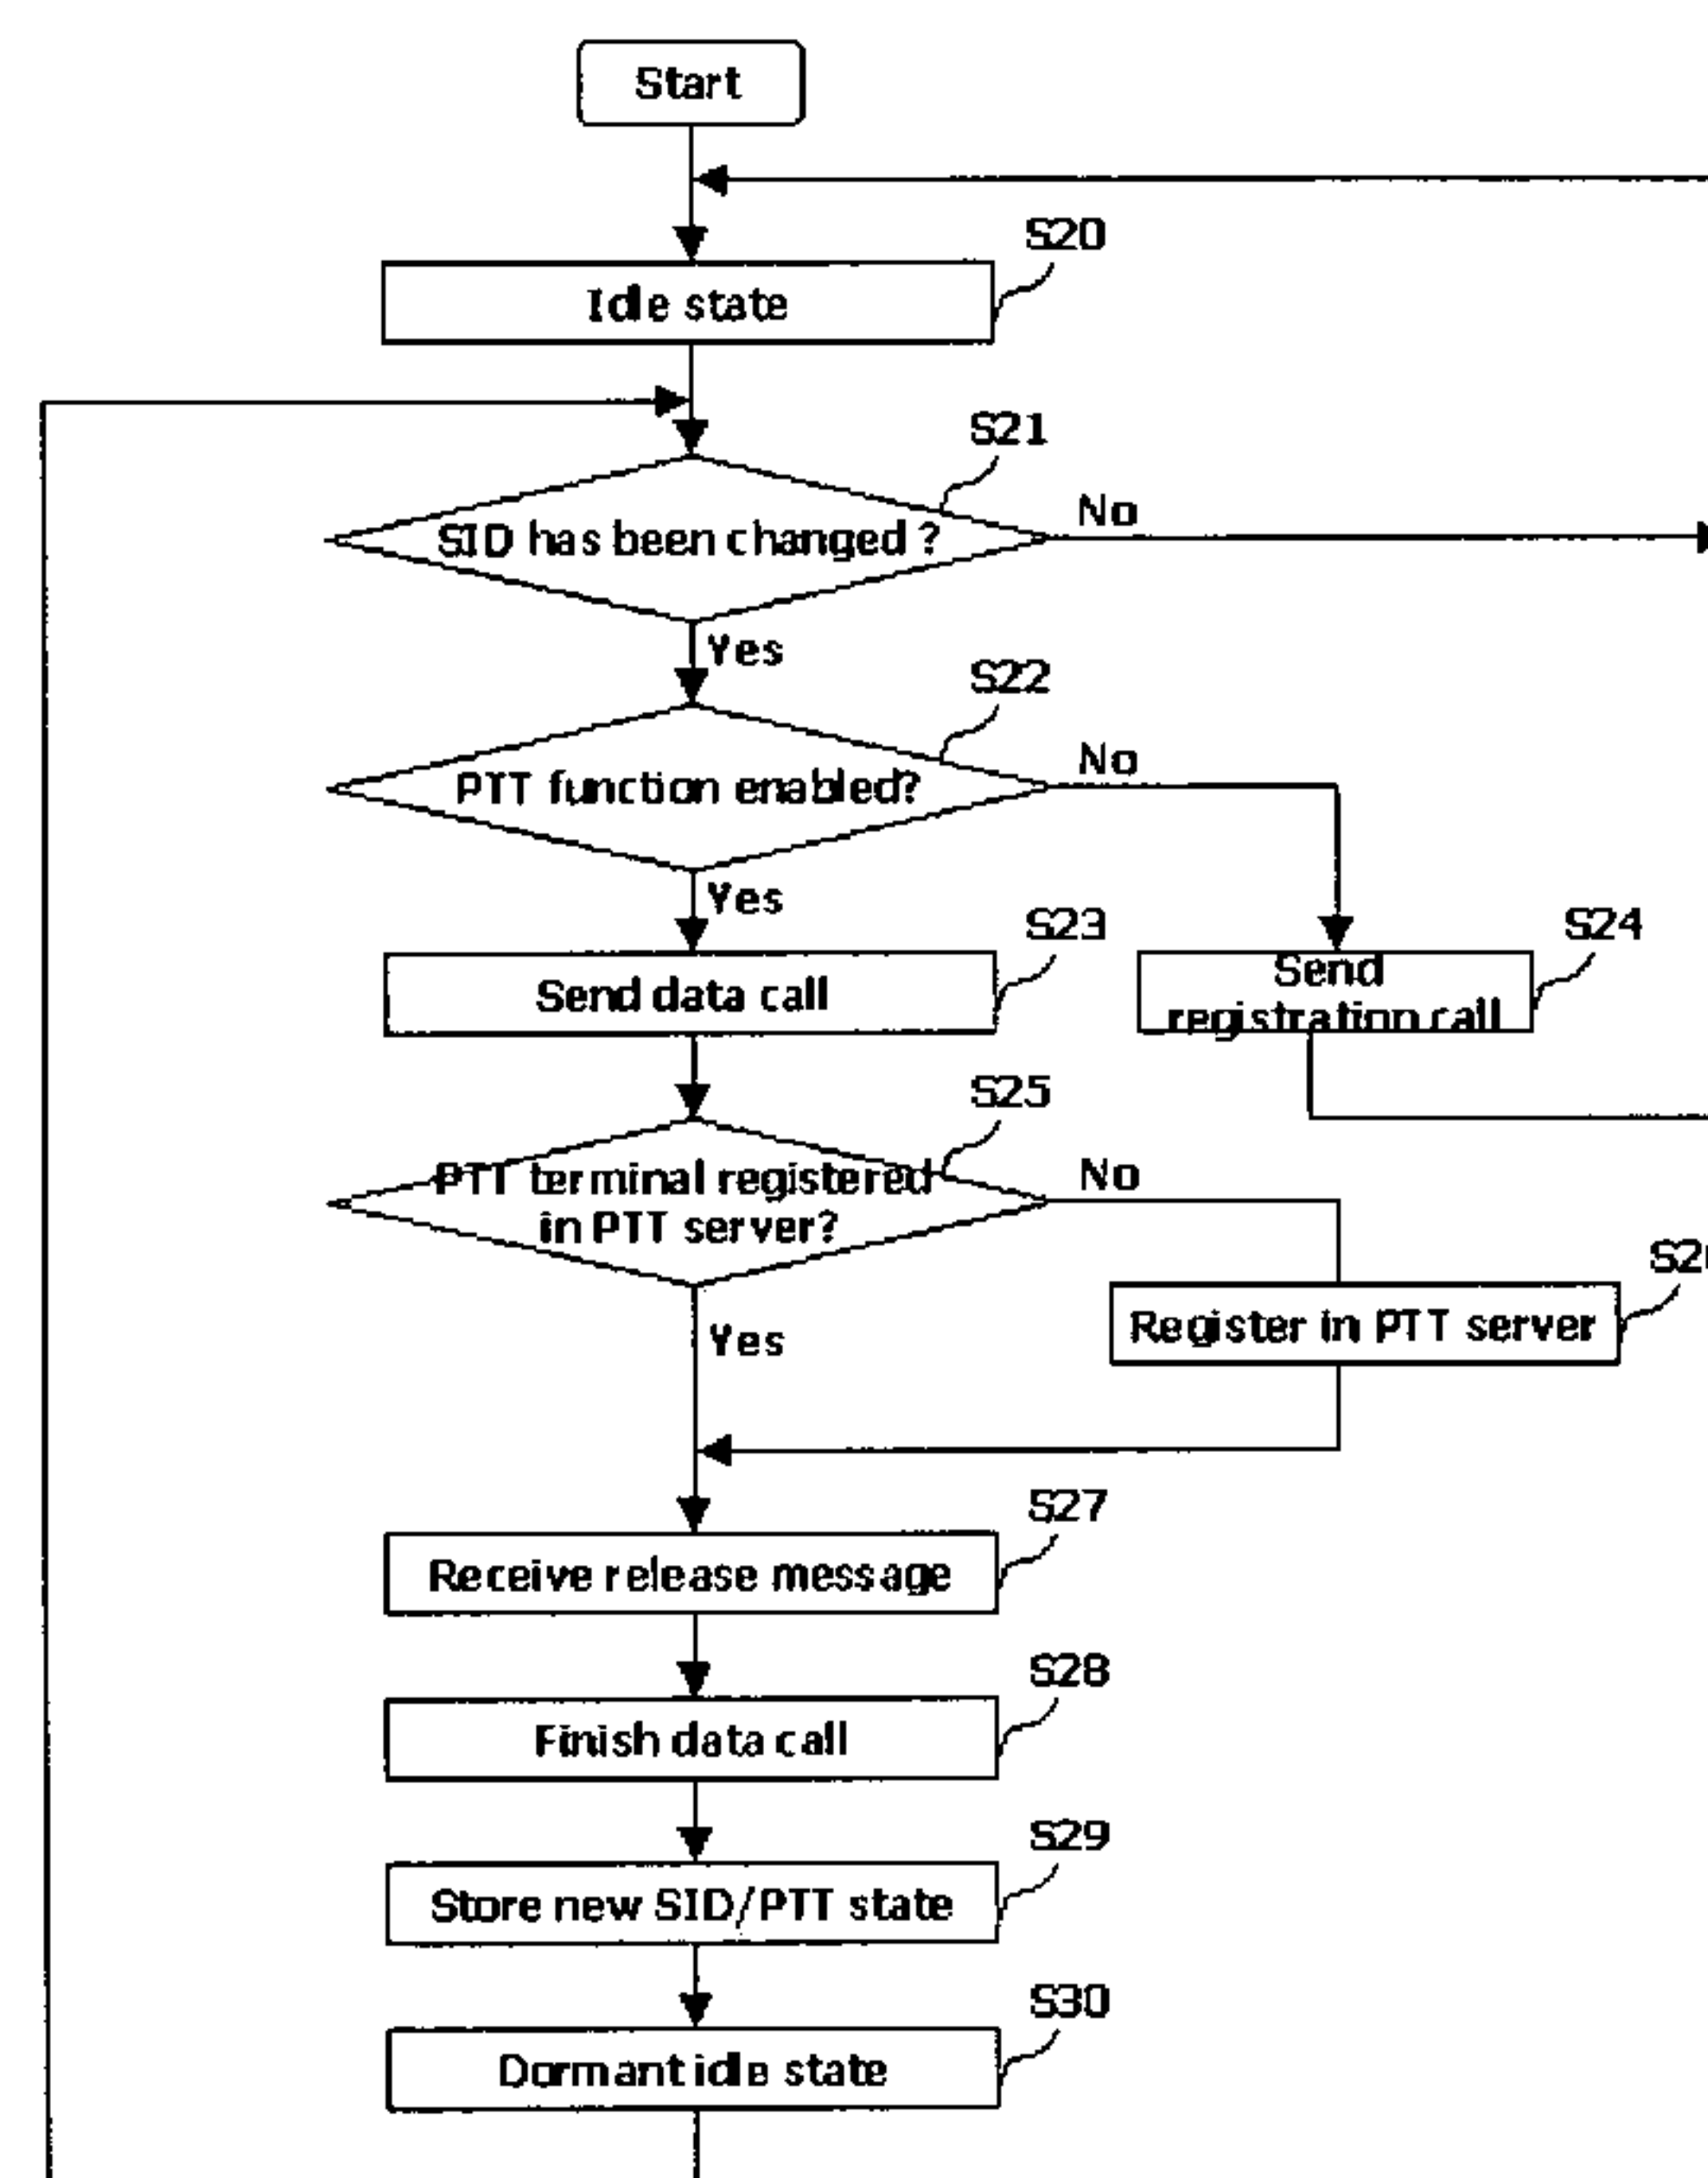 Start
S20
Idle state
S21
SID has been changed ?
No
Yes
S22
PTT function enabled?
No
Yes
S23
Send data call
S24
Send
registration call
S25
PTT terminal registered
in PTT server?
No
Yes
Register in PTT server
S27
Receive release message
S28
Finish data call
S29
Store new SID/PTT state
S30
Dormant idle state